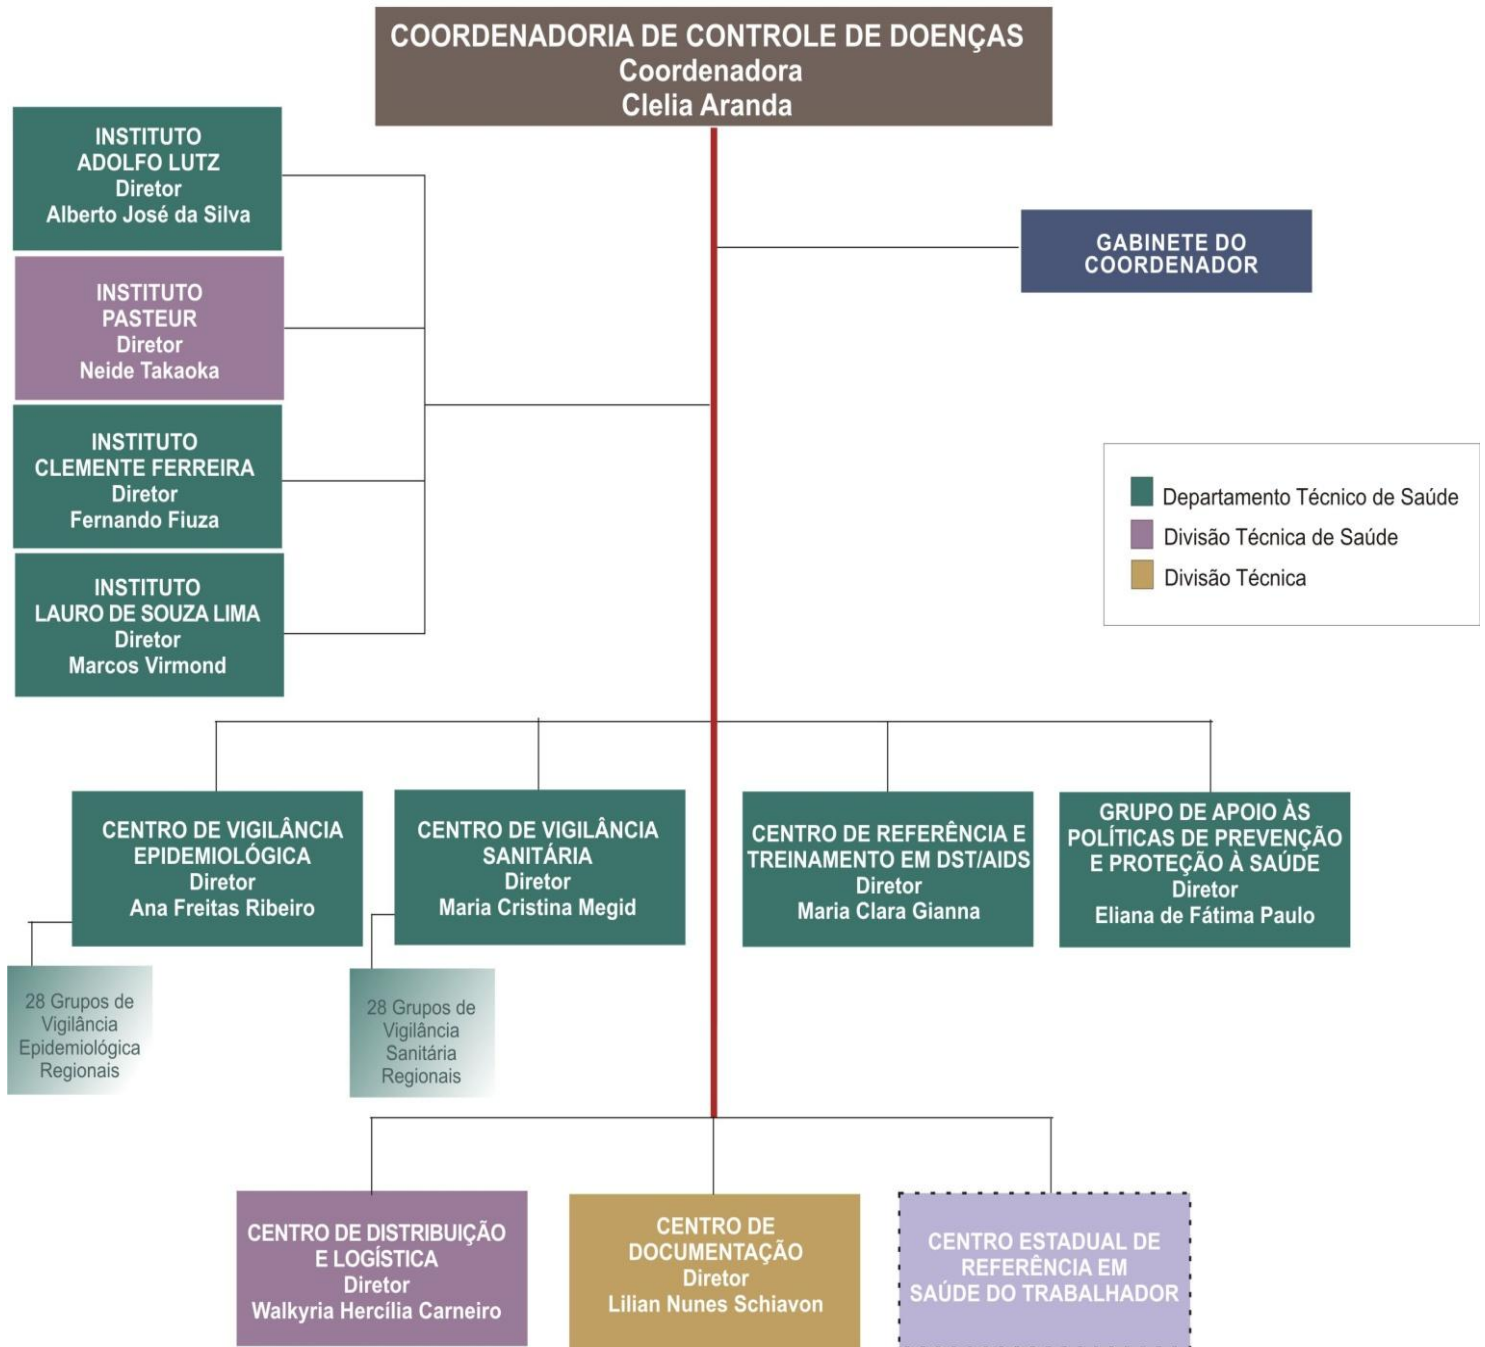 COORDENADORIA DE CONTROLE DE DOENÇAS
Coordenadora
Clelia Aranda
INSTITUTO
ADOLFO LUTZ
Diretor
Alberto José da Silva
GABINETE DO
COORDENADOR
INSTITUTO
PASTEUR
Diretor
Neide Takaoka
INSTITUTO
CLEMENTE FERREIRA
Diretor
Fernando Fiuza
INSTITUTO
LAURO DE SOUZA LIMA
Diretor
Marcos Virmond
Departamento Técnico de Saúde
Divisão Técnica de Saúde
Divisão Técnica
CENTRO DE VIGILÂNCIA
EPIDEMIOLÓGICA
Diretor
Ana Freitas Ribeiro
CENTRO DE VIGILÂNCIA
SANITÁRIA
Diretor
Maria Cristina Megid
CENTRO DE REFERÊNCIA E
TREINAMENTO EM DST/AIDS
Diretor
Maria Clara Gianna
GRUPO DE APOIO ÀS
POLÍTICAS DE PREVENÇÃO
E PROTEÇÃO À SAÚDE
Diretor
Eliana de Fátima Paulo
28 Grupos de
Vigilância
Epidemiológica
Regionais
28 Grupos de
Vigilância
Sanitária
Regionais
CENTRO DE DISTRIBUIÇÃO
E LOGÍSTICA
Diretor
Walkyria Hercília Carneiro
CENTRO DE
DOCUMENTAÇÃO
Diretor
Lilian Nunes Schiavon
CENTRO ESTADUAL DE
REFERÊNCIA EM
SAÚDE DO TRABALHADOR